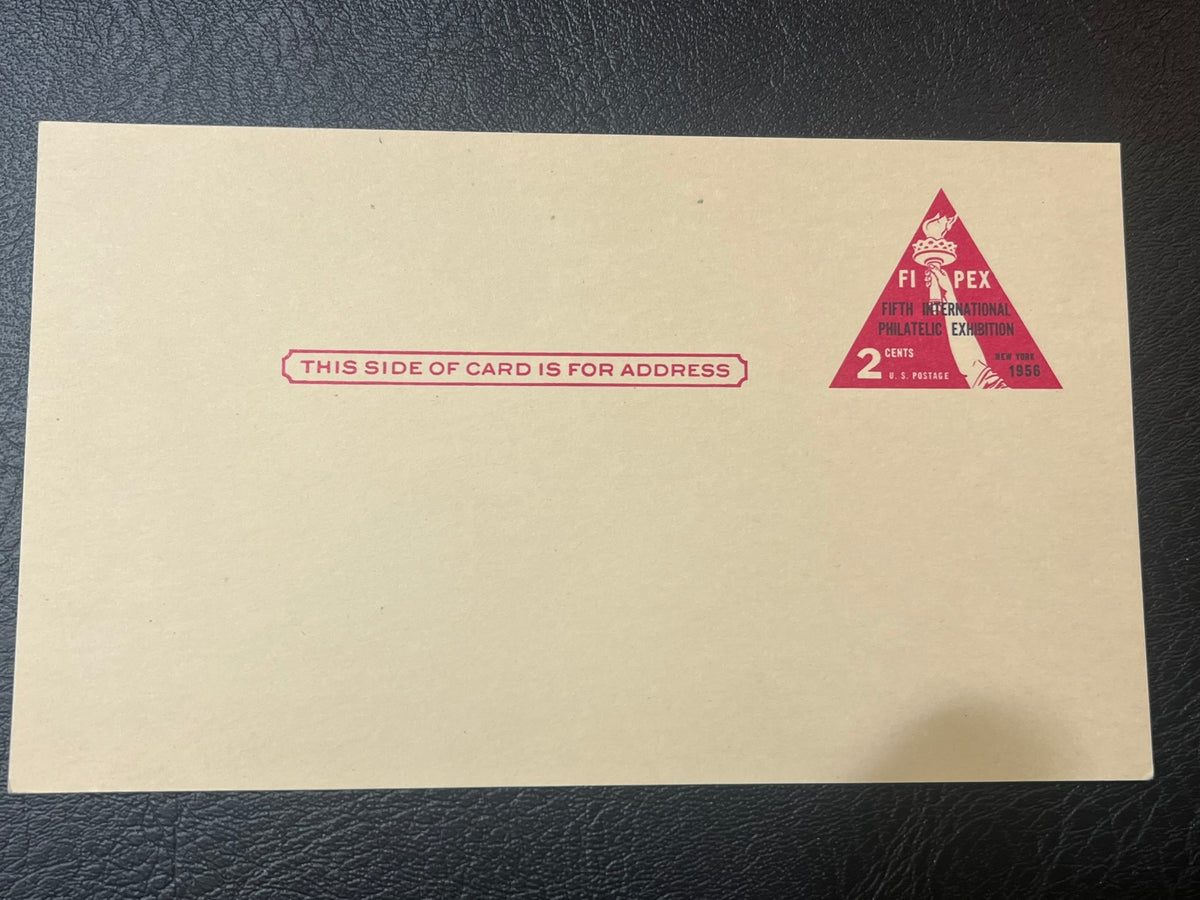 FI PEX
FIFTH INTERNATIONAL
PHILATELIC EXHIBITION
2 CENTS
U. S. POSTAGE
NEW YORK
1956
THIS SIDE OF CARD IS FOR ADDRESS